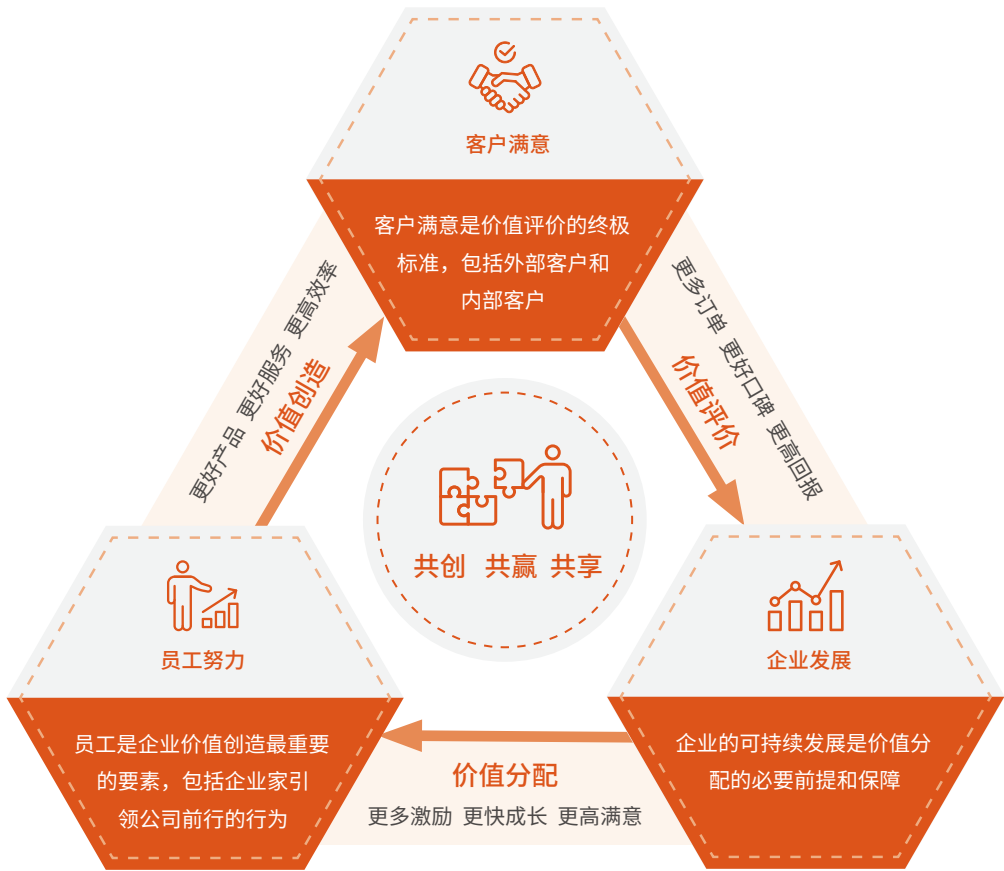 客户满意
客户满意是价值评价的终极
标准，包括外部客户和
内部客户
更好产品 更好服务 更高效率
价值创造
价值评价
更多订单 更好口碑 更高回报
共创 共赢 共享
员工努力
员工是企业价值创造最重要
的要素，包括企业家引
领公司前行的行为
价值分配
更多激励 更快成长 更高满意
企业发展
企业的可持续发展是价值分
配的必要前提和保障